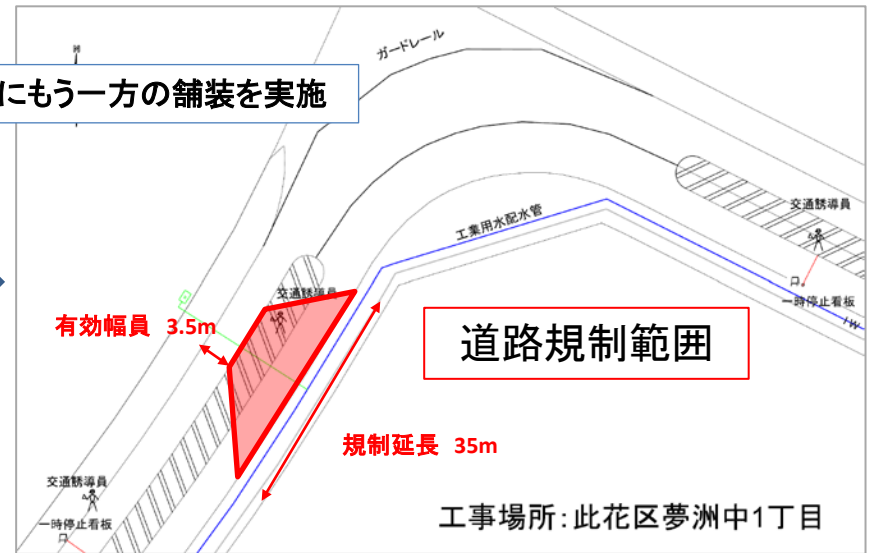 ガードレール
にもう一方の舗装を実施
交通誘導員
工業用水配水管
交通誘導員
一時停止看板
IW
有効幅員 3.5m
道路規制範囲
規制延長 35m
交通誘導員
一時停止看板
工事場所:此花区夢洲中1丁目